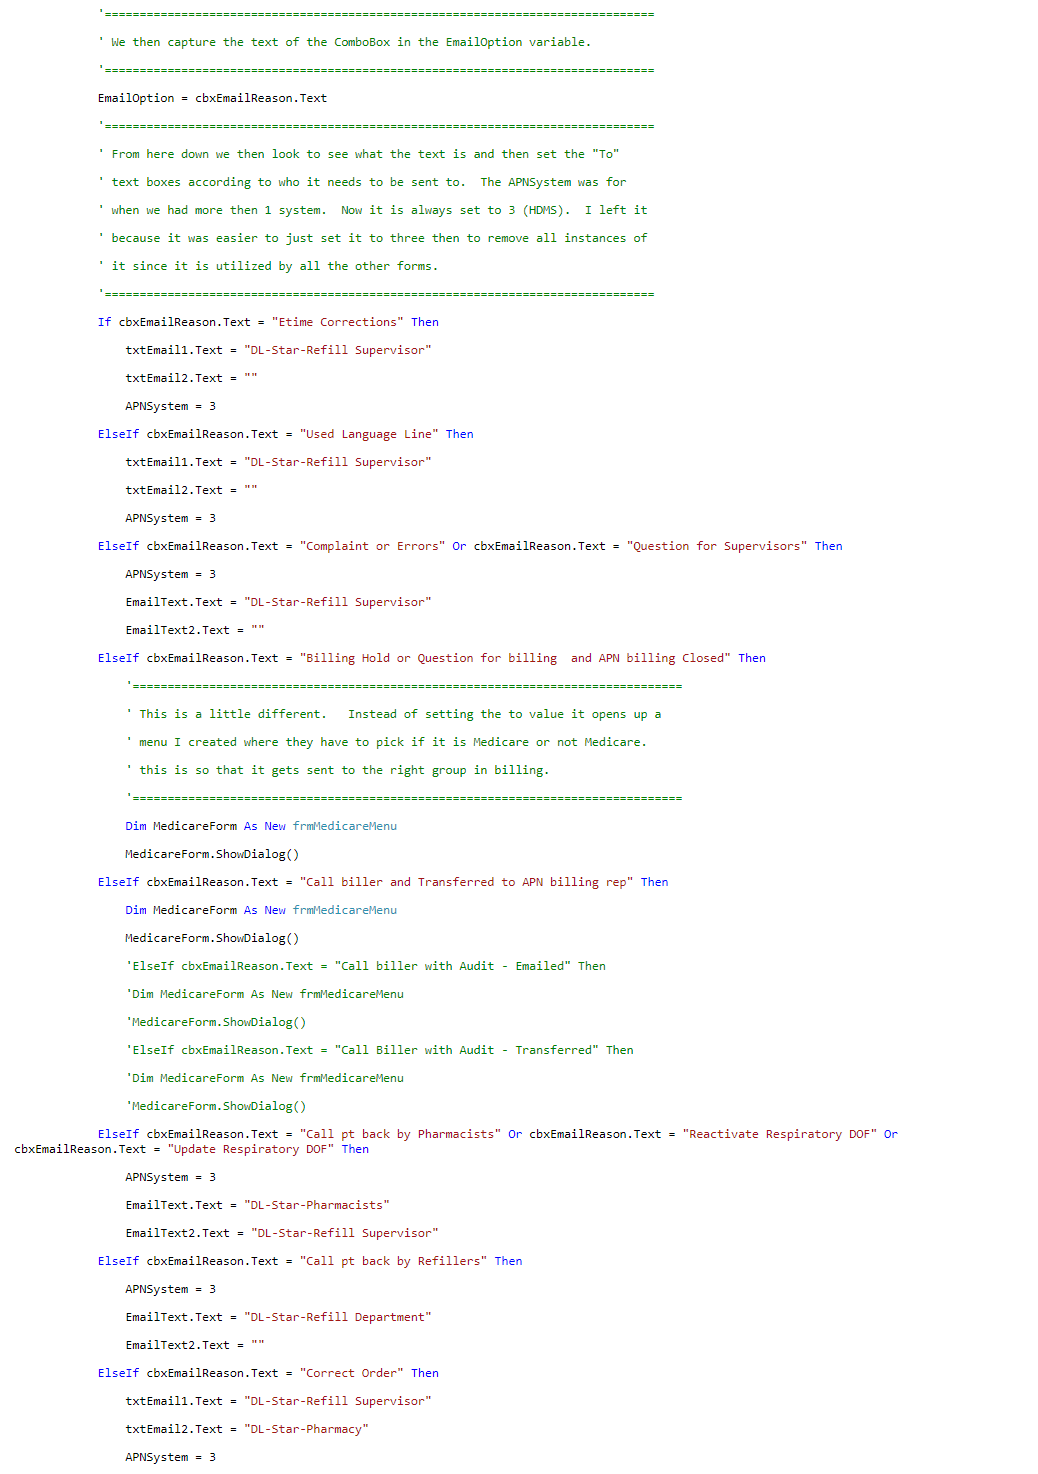 '===============================================================================
' We then capture the text of the ComboBox in the EmailOption variable.
'===============================================================================
EmailOption = cbxEmailReason.Text
'===============================================================================
' From here down we then look to see what the text is and then set the "To"
' text boxes according to who it needs to be sent to.  The APNSystem was for
' when we had more then 1 system.  Now it is always set to 3 (HDMS).  I left it
' because it was easier to just set it to three then to remove all instances of
' it since it is utilized by all the other forms.
'===============================================================================
If cbxEmailReason.Text = "Etime Corrections" Then
txtEmail1.Text = "DL-Star-Refill Supervisor"
txtEmail2.Text = ""
APNSystem = 3
ElseIf cbxEmailReason.Text = "Used Language Line" Then
txtEmail1.Text = "DL-Star-Refill Supervisor"
txtEmail2.Text = ""
APNSystem = 3
ElseIf cbxEmailReason.Text = "Complaint or Errors" Or cbxEmailReason.Text = "Question for Supervisors" Then
APNSystem = 3
EmailText.Text = "DL-Star-Refill Supervisor"
EmailText2.Text = ""
ElseIf cbxEmailReason.Text = "Billing Hold or Question for billing  and APN billing Closed" Then
'===============================================================================
' This is a little different.   Instead of setting the to value it opens up a
' menu I created where they have to pick if it is Medicare or not Medicare.
' this is so that it gets sent to the right group in billing.
'===============================================================================
Dim MedicareForm As New frmMedicareMenu
MedicareForm.ShowDialog()
ElseIf cbxEmailReason.Text = "Call biller and Transferred to APN billing rep" Then
Dim MedicareForm As New frmMedicareMenu
MedicareForm.ShowDialog()
'ElseIf cbxEmailReason.Text = "Call biller with Audit - Emailed" Then
'Dim MedicareForm As New frmMedicareMenu
'MedicareForm.ShowDialog()
'ElseIf cbxEmailReason.Text = "Call Biller with Audit - Transferred" Then
'Dim MedicareForm As New frmMedicareMenu
'MedicareForm.ShowDialog()
ElseIf cbxEmailReason.Text = "Call pt back by Pharmacists" Or cbxEmailReason.Text = "Reactivate Respiratory DOF" Or
cbxEmailReason.Text = "Update Respiratory DOF" Then
APNSystem = 3
EmailText.Text = "DL-Star-Pharmacists"
EmailText2.Text = "DL-Star-Refill Supervisor"
ElseIf cbxEmailReason.Text = "Call pt back by Refillers" Then
APNSystem = 3
EmailText.Text = "DL-Star-Refill Department"
EmailText2.Text = ""
ElseIf cbxEmailReason.Text = "Correct Order" Then
txtEmail1.Text = "DL-Star-Refill Supervisor"
txtEmail2.Text = "DL-Star-Pharmacy"
APNSystem = 3